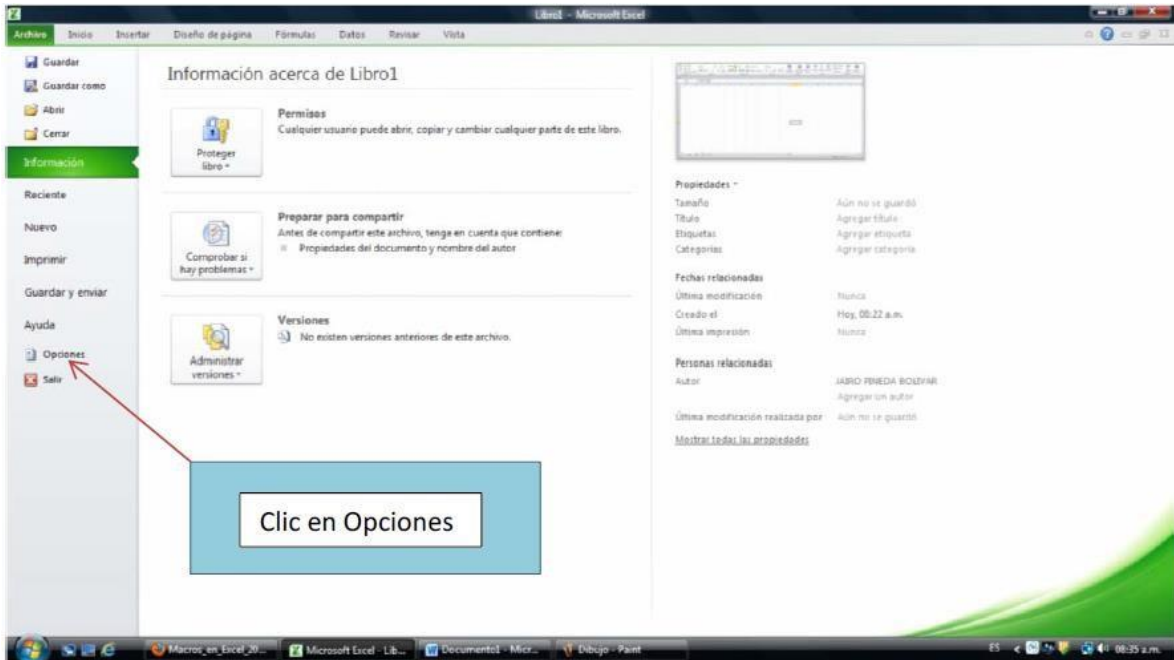 Libro1 - Microsoft Excel
Archivo Inicio Insertar Diseño de página Fórmulas Datos Revisar Vista
Guardar
Guardar como
Abrir
Cerrar
Información
Reciente
Nuevo
Imprimir
Guardar y enviar
Ayuda
Opciones
Salir
Información acerca de Libro1
Proteger
libro
Permisos
Cualquier usuario puede abrir, copiar y cambiar cualquier parte de este libro.
Comprobar si
hay problemas
Preparar para compartir
Antes de compartir este archivo, tenga en cuenta que contiene:
Propiedades del documento y nombre del autor
Administrar
versiones
Versiones
No existen versiones anteriores de este archivo.
Propiedades
Tamaño Aún no se guardó
Título Agregar título
Etiquetas Agregar etiqueta
Categorías Agregar categoría
Fechas relacionadas
Última modificación Nunca
Creado el Hoy, 08:22 a.m.
Última impresión Nunca
Personas relacionadas
Autor JAIRO PINEDA BOLIVAR
Agregar un autor
Última modificación realizada por Aún no se guardó
Mostrar todas las propiedades
Clic en Opciones
Macros_en_Excel_20... Microsoft Excel - Lib... Documento1 - Micr... Dibujo - Paint ES 08:35 a.m.